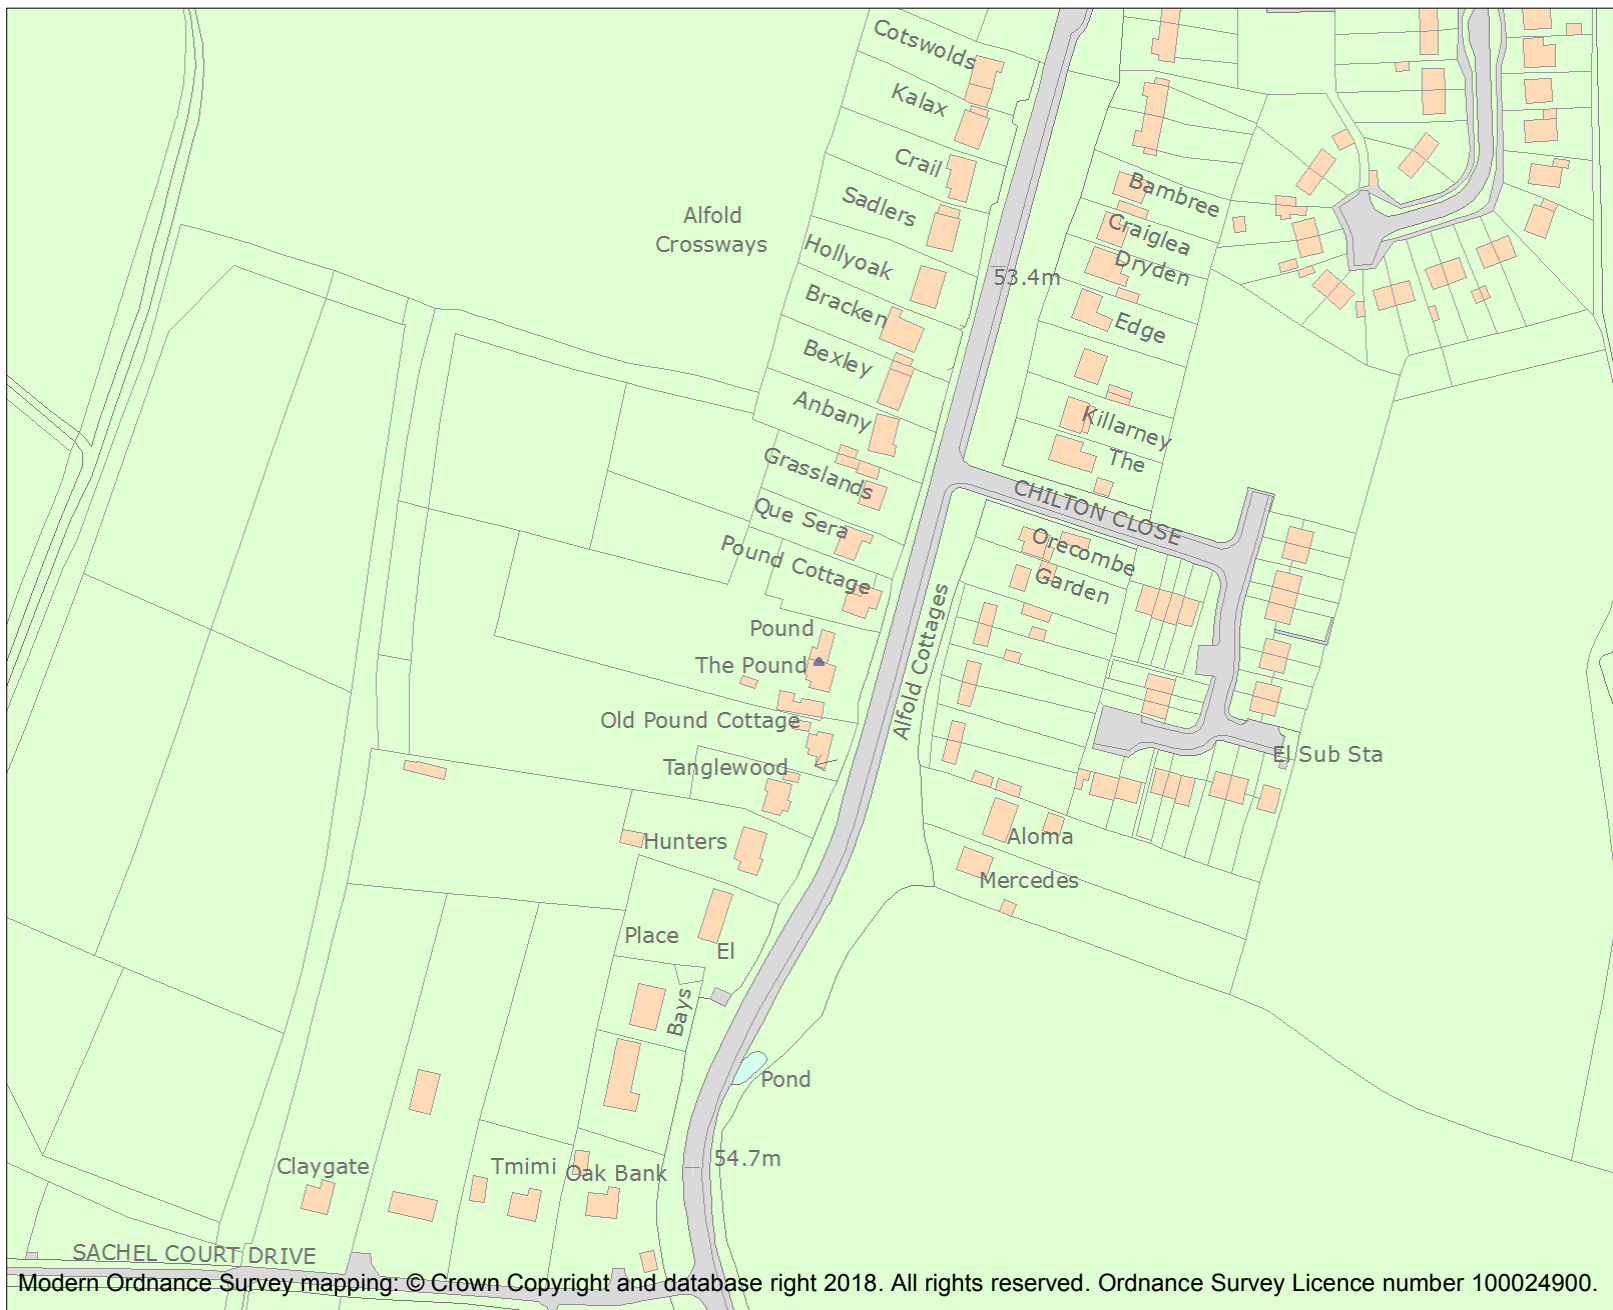 Cotswolds
Kalax
Crail
Sadlers
Alfold
Crossways
Hollyoak
Bracken
Bexley
Anbany
Grasslands
Que Sera
Pound Cottage
Pound
The Pound
Old Pound Cottage
Tanglewood
Hunters
Place
El
Bays
Pond
54.7m
Claygate
Tmimi
Oak Bank
SACHEL COURT DRIVE
Bambree
Craiglea
Dryden
53.4m
Edge
Killarney
The
CHILTON CLOSE
Orecombe
Garden
Alfold Cottages
El Sub Sta
Aloma
Mercedes
Modern Ordnance Survey mapping: © Crown Copyright and database right 2018. All rights reserved. Ordnance Survey Licence number 100024900.